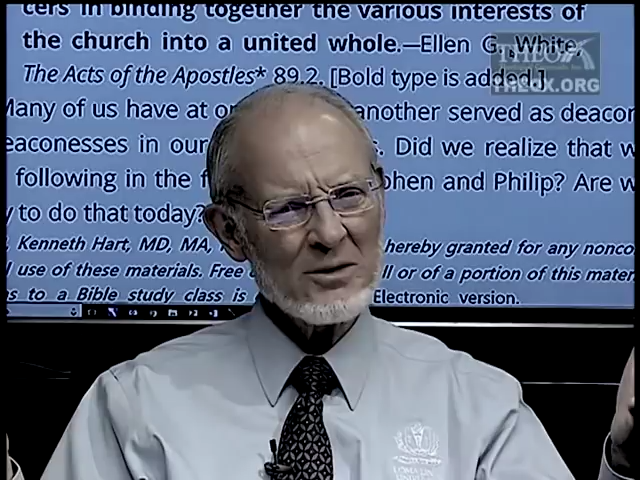 cers in binding together the various interests of
the church into a united whole.—Ellen G. White,
The Acts of the Apostles* 89.2. [Bold type is added.]
THEOX
THEOX.ORG
Many of us have at another served as deacon
eaconesses in our Did we realize that w
following in the f phen and Philip? Are w
y to do that today?
Kenneth Hart, MD, MA, hereby granted for any nonco
use of these materials. Free ll or of a portion of this mater
s to a Bible study class is Electronic version.
LOMA LINDA
UNIVERSITY